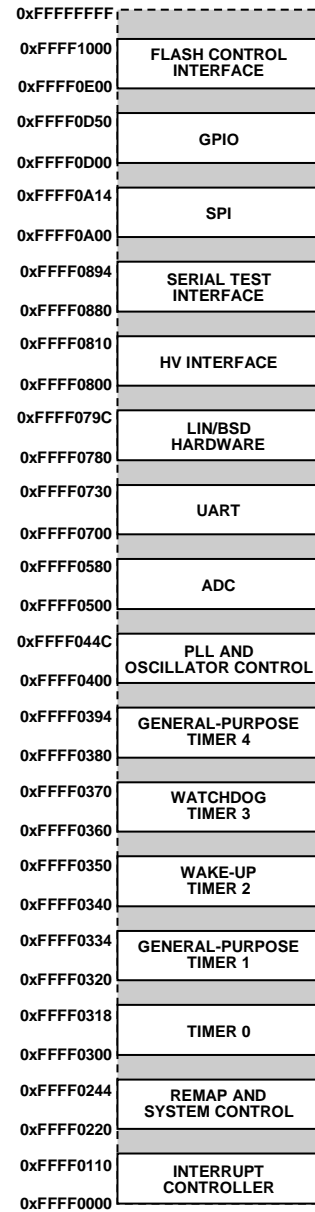 0xFFFFFFFF
0xFFFF1000
FLASH CONTROL
INTERFACE
0xFFFF0E00
0xFFFF0D50
GPIO
0xFFFF0D00
0xFFFF0A14
SPI
0xFFFF0A00
0xFFFF0894
SERIAL TEST
INTERFACE
0xFFFF0880
0xFFFF0810
HV INTERFACE
0xFFFF0800
0xFFFF079C
LIN/BSD
HARDWARE
0xFFFF0780
0xFFFF0730
UART
0xFFFF0700
0xFFFF0580
ADC
0xFFFF0500
0xFFFF044C
PLL AND
OSCILLATOR CONTROL
0xFFFF0400
0xFFFF0394
GENERAL-PURPOSE
TIMER 4
0xFFFF0380
0xFFFF0370
WATCHDOG
TIMER 3
0xFFFF0360
0xFFFF0350
WAKE-UP
TIMER 2
0xFFFF0340
0xFFFF0334
GENERAL-PURPOSE
TIMER 1
0xFFFF0320
0xFFFF0318
TIMER 0
0xFFFF0300
0xFFFF0244
REMAP AND
SYSTEM CONTROL
0xFFFF0220
0xFFFF0110
INTERRUPT
CONTROLLER
0xFFFF0000